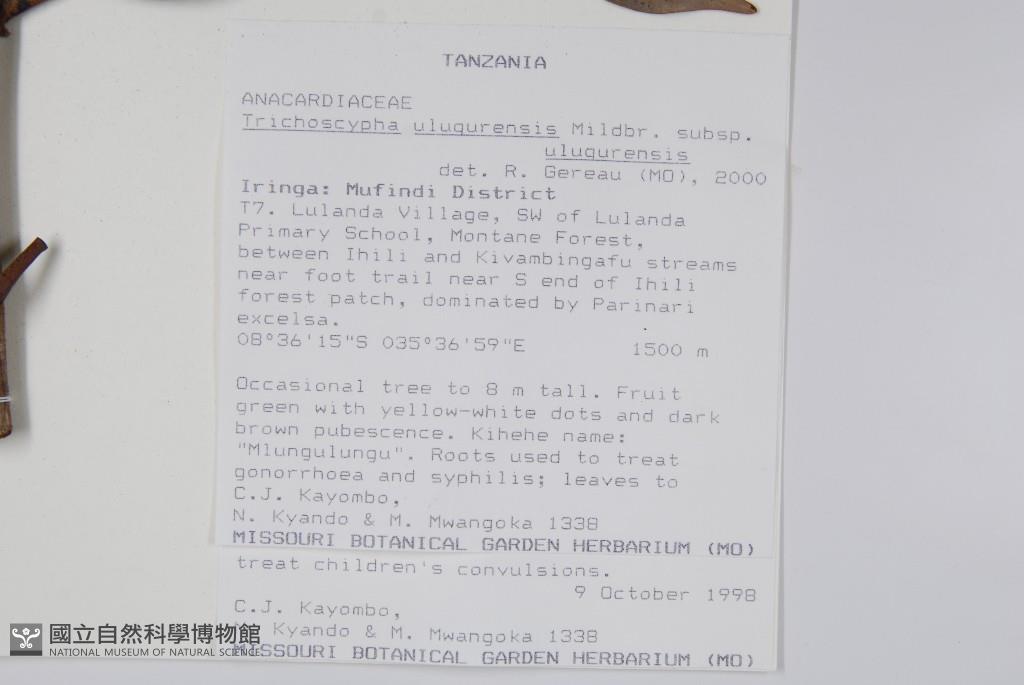 TANZANIA
ANACARDIACEAE
Trichoscypha ulugurensis Mildbr. subsp.
ulugurensis
det. R. Gereau (MO), 2000
Iringa: Mufindi District
T7. Lulanda Village, SW of Lulanda
Primary School, Montane Forest,
between Ihili and Kivambingafu streams
near foot trail near S end of Ihili
forest patch, dominated by Parinari
excelsa.
08°36'15"S 035°36'59"E 1500 m
Occasional tree to 8 m tall. Fruit
green with yellow-white dots and dark
brown pubescence. Kihehe name:
"Mlungulungu". Roots used to treat
gonorrhoea and syphilis; leaves to
C.J. Kayombo,
N. Kyando & M. Mwangoka 1338
MISSOURI BOTANICAL GARDEN HERBARIUM (MO)
treat children's convulsions.
9 October 1998
C.J. Kayombo,
N. Kyando & M. Mwangoka 1338
MISSOURI BOTANICAL GARDEN HERBARIUM (MO)
國立自然科學博物館
NATIONAL MUSEUM OF NATURAL SCIENCE